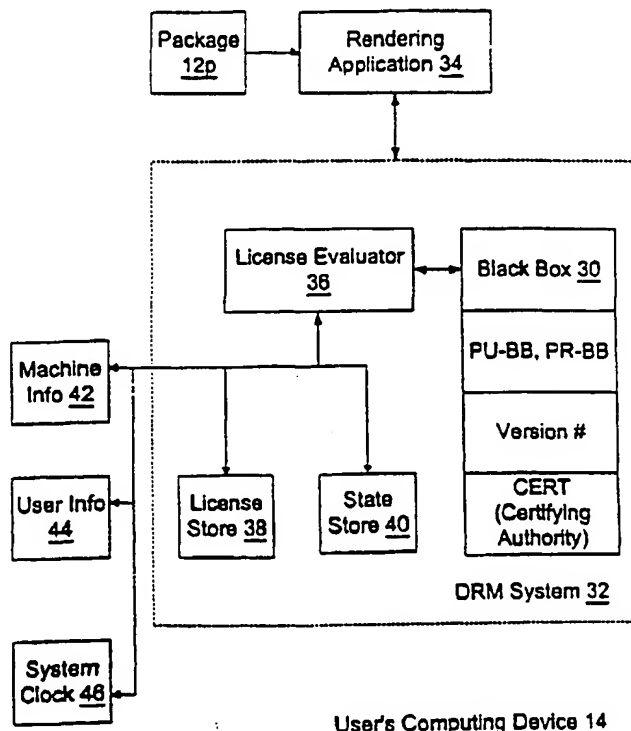 Package
12p
Rendering
Application 34
License Evaluator
36
Black Box 30
PU-BB, PR-BB
Version #
CERT
(Certifying
Authority)
Machine
Info 42
User Info
44
License
Store 38
State
Store 40
DRM System 32
System
Clock 46
User's Computing Device 14